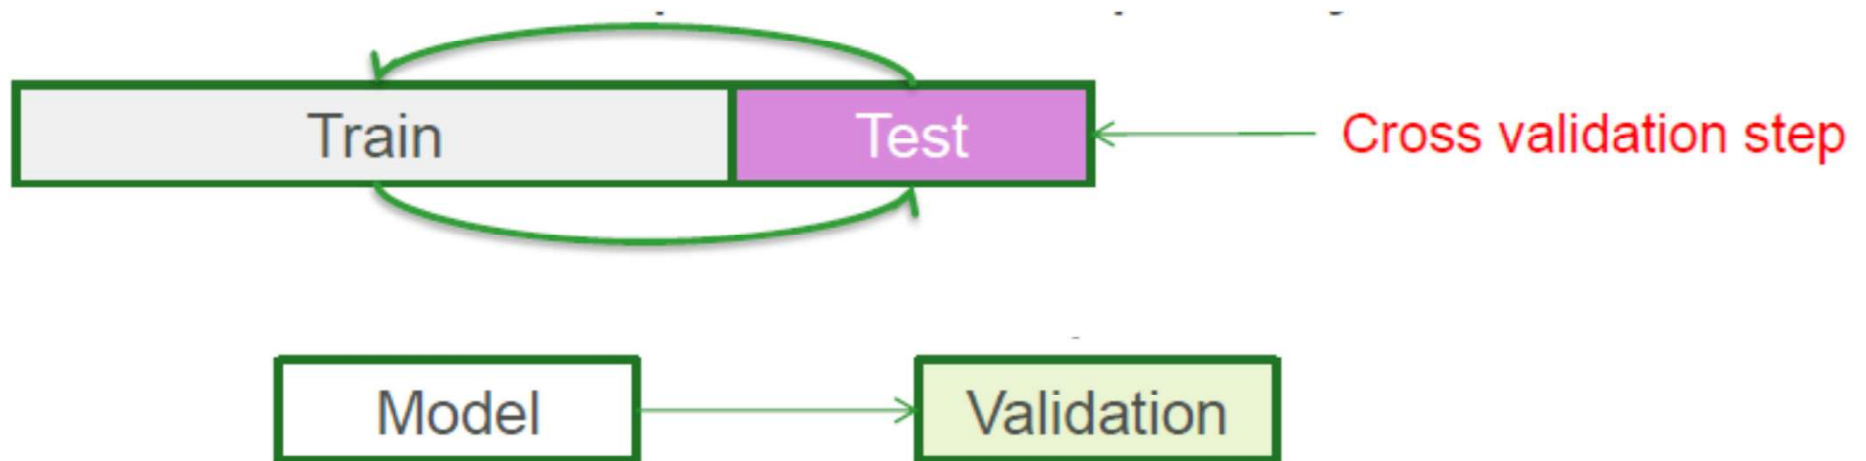 Train
Test
Cross validation step
Model
Validation